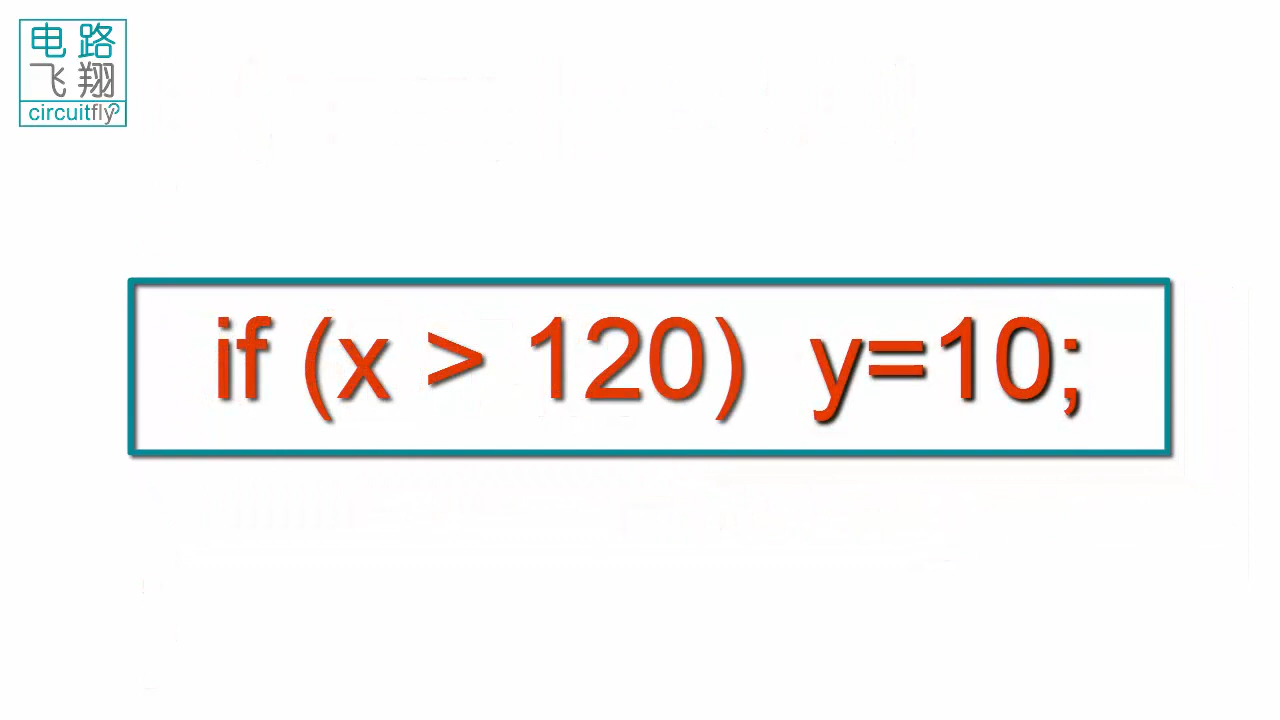 电路
飞翔
circuitfly
if (x > 120) y=10;